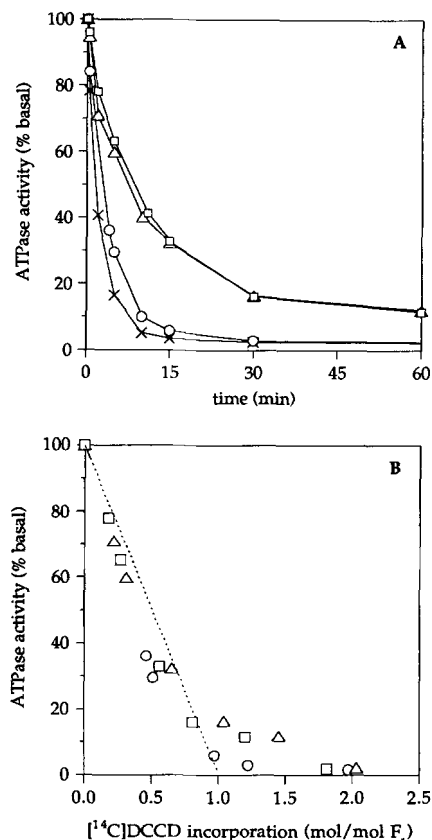 A
100
80
60
40
20
0
ATPase activity (% basal)
0 15 30 45 60
time (min)
B
100
80
60
40
20
0
ATPase activity (% basal)
0.0 0.5 1.0 1.5 2.0 2.5
[¹⁴C]DCCD incorporation (mol/mol F₁)